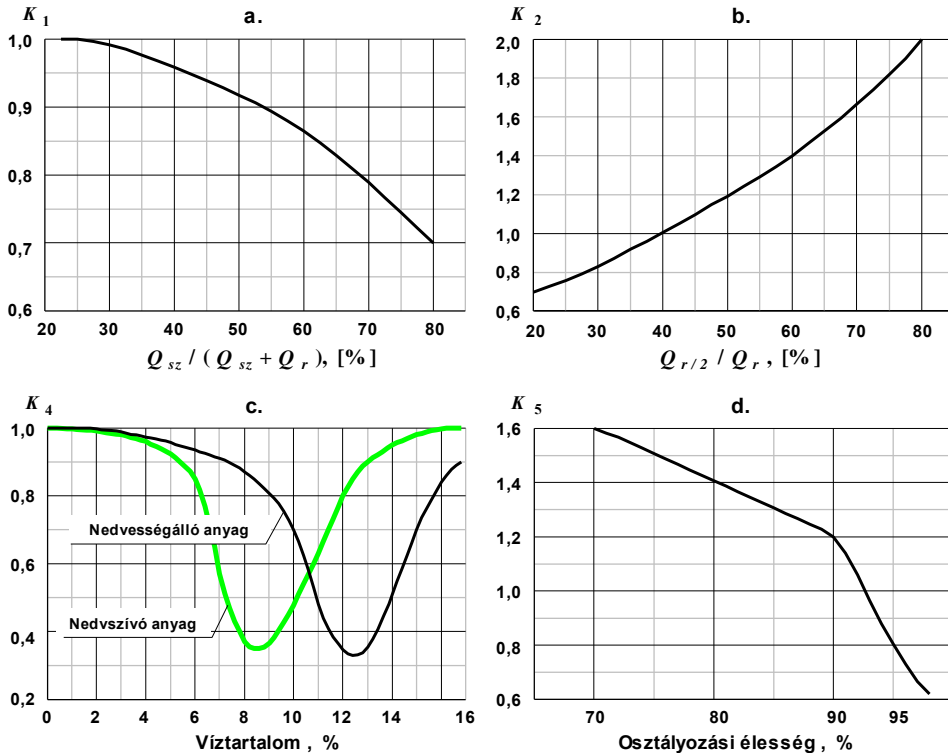 K 1
a.
1,0
0,9
0,8
0,7
0,6
20 30 40 50 60 70 80
Q sz / ( Q sz + Q r ), [% ]
K 2
b.
2,0
1,8
1,6
1,4
1,2
1,0
0,8
0,6
20 30 40 50 60 70 80
Q r/2 / Q r , [% ]
K 4
c.
1,0
0,8
0,6
0,4
0,2
Nedvességálló anyag
Nedvszívó anyag
0 2 4 6 8 10 12 14 16
Víztartalom , %
K 5
d.
1,6
1,4
1,2
1,0
0,8
0,6
70 80 90 95
Osztályozási élesség, %